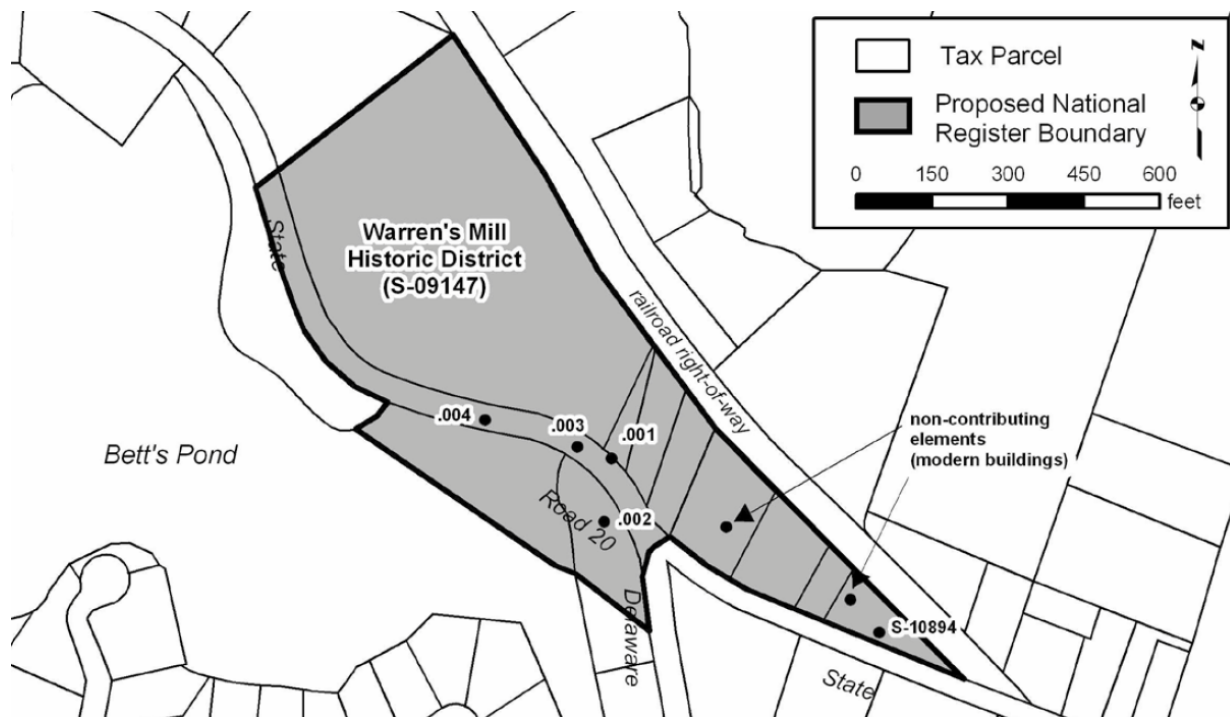 Tax Parcel
N
Proposed National
Register Boundary
0 150 300 450 600
feet
State
Warren's Mill
Historic District
(S-09147)
railroad right-of-way
.004
.003
.001
non-contributing
elements
(modern buildings)
Bett's Pond
Road 20
.002
Delaware
S-10894
State